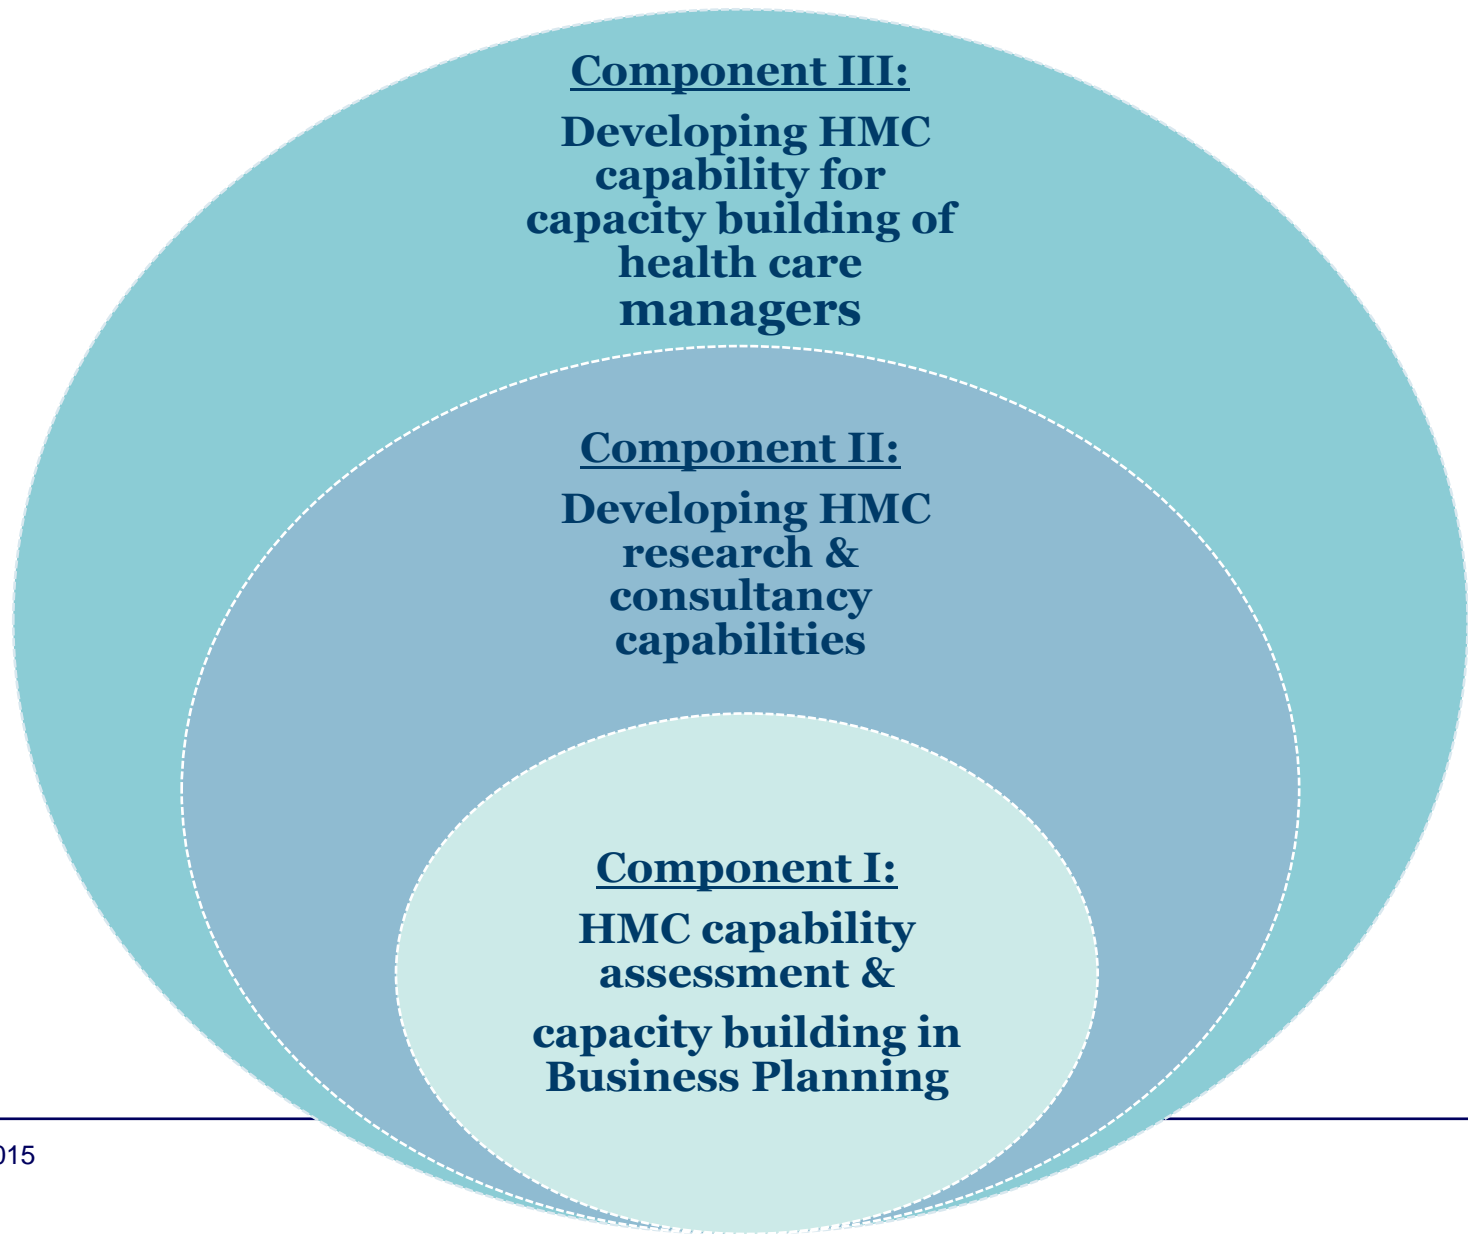 Component III:
Developing HMC
capability for
capacity building of
health care
managers
Component II:
Developing HMC
research &
consultancy
capabilities
Component I:
HMC capability
assessment &
capacity building in
Business Planning
015